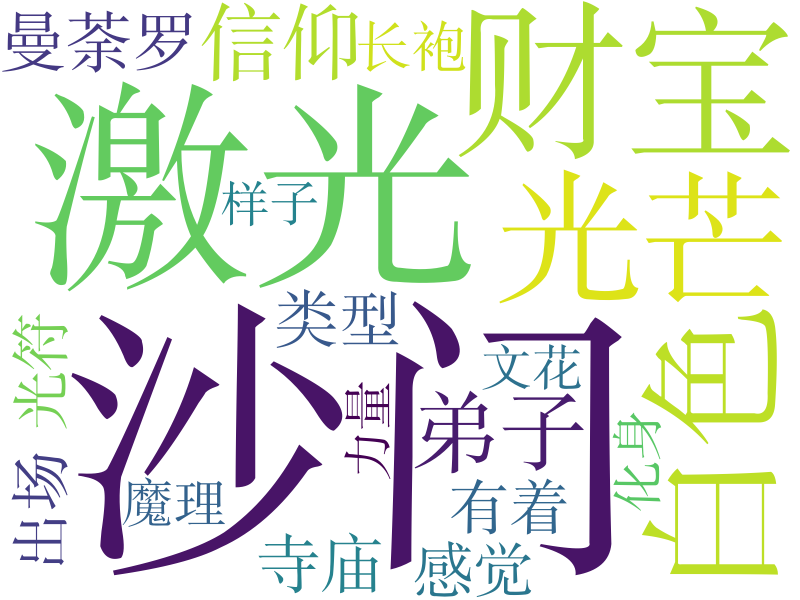 曼荼罗
信仰
长袍
财宝
激光
样子
光芒
类型
沙门
文花
光符
力量
弟子
白色
化身
出场
魔理
有着
寺庙
感觉